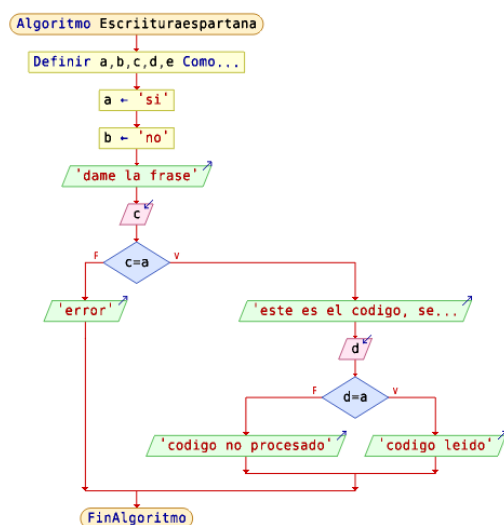 Algoritmo Escriituraespartana
Definir a,b,c,d,e Como...
a ← 'si'
b ← 'no'
'dame la frase'
c
c=a
F
V
'error'
'este es el codigo, se...
d
d=a
F
V
'codigo no procesado'
'codigo leido'
FinAlgoritmo